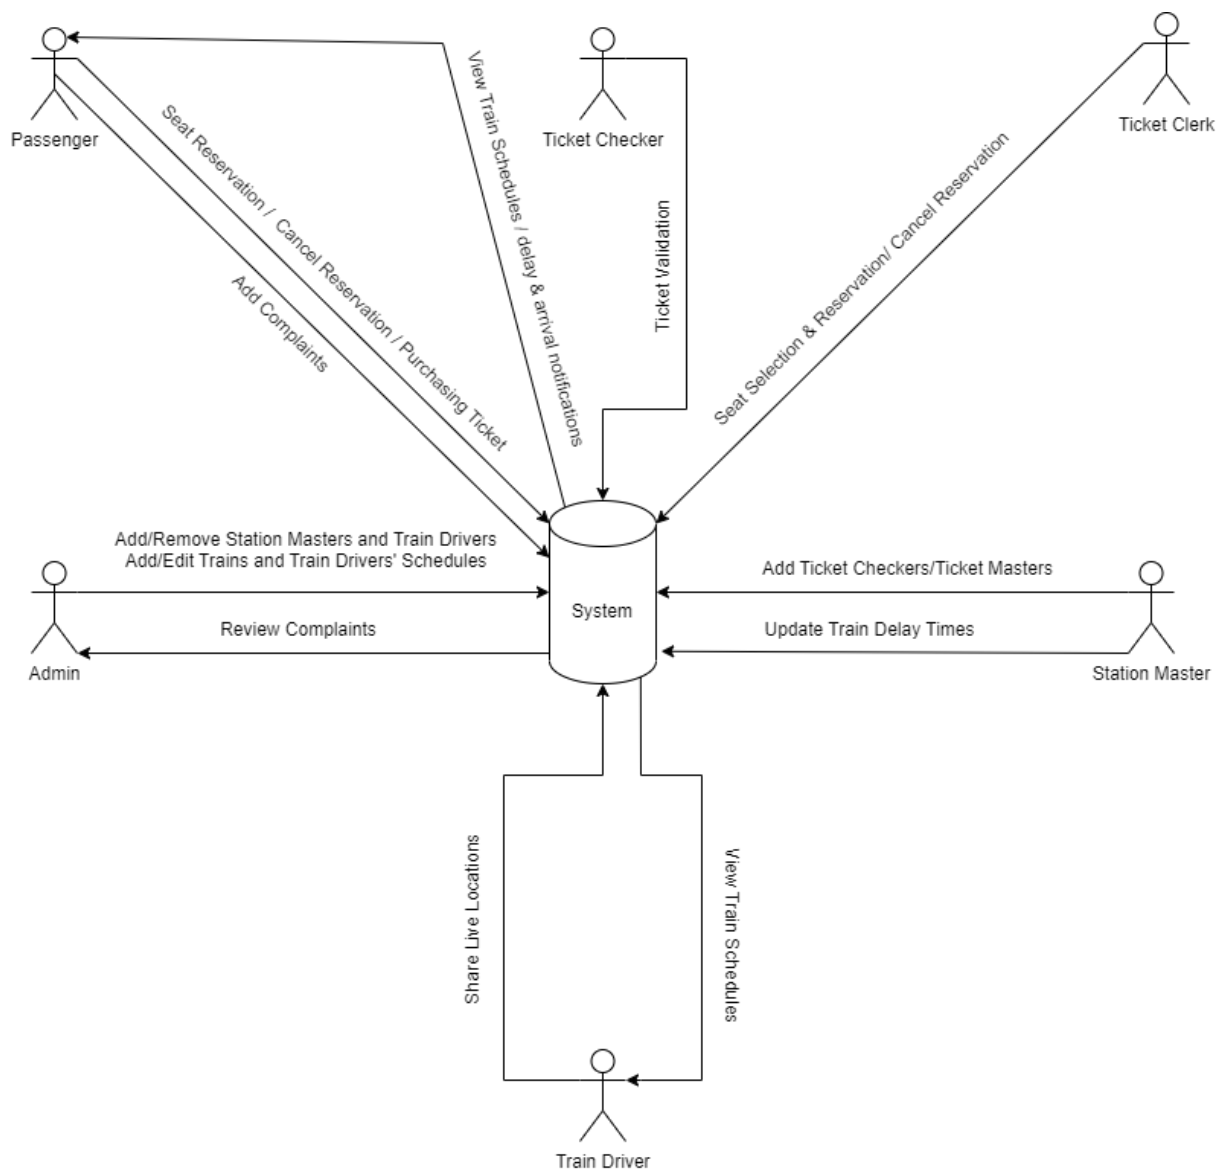 Passenger
Ticket Checker
Ticket Clerk
View Train Schedules / delay & arrival notifications
Seat Reservation / Cancel Reservation / Purchasing Ticket
Add Complaints
Ticket Validation
Seat Selection & Reservation/ Cancel Reservation
Add/Remove Station Masters and Train Drivers
Add/Edit Trains and Train Drivers' Schedules
Review Complaints
Admin
System
Add Ticket Checkers/Ticket Masters
Update Train Delay Times
Station Master
Share Live Locations
View Train Schedules
Train Driver